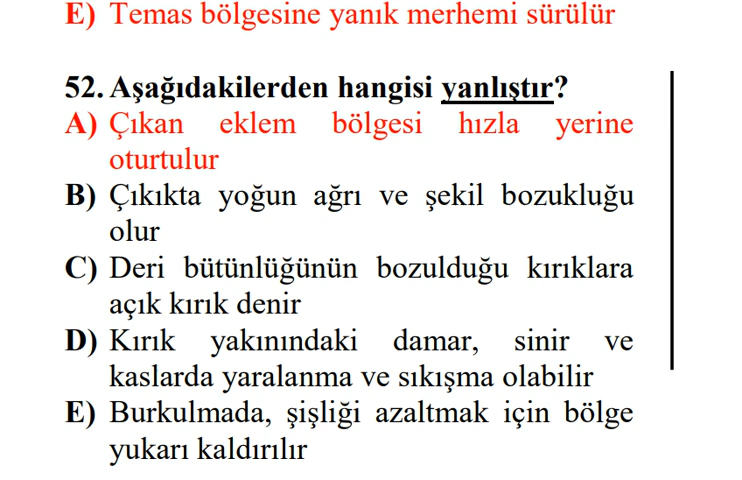 E) Temas bölgesine yanık merhemi sürülür
52. Aşağıdakilerden hangisi yanlıştır?
A) Çıkan eklem bölgesi hızla yerine
oturtulur
B) Çıkıkta yoğun ağrı ve şekil bozukluğu
olur
C) Deri bütünlüğünün bozulduğu kırıklara
açık kırık denir
D) Kırık yakınındaki damar, sinir ve
kaslarda yaralanma ve sıkışma olabilir
E) Burkulmada, şişliği azaltmak için bölge
yukarı kaldırılır